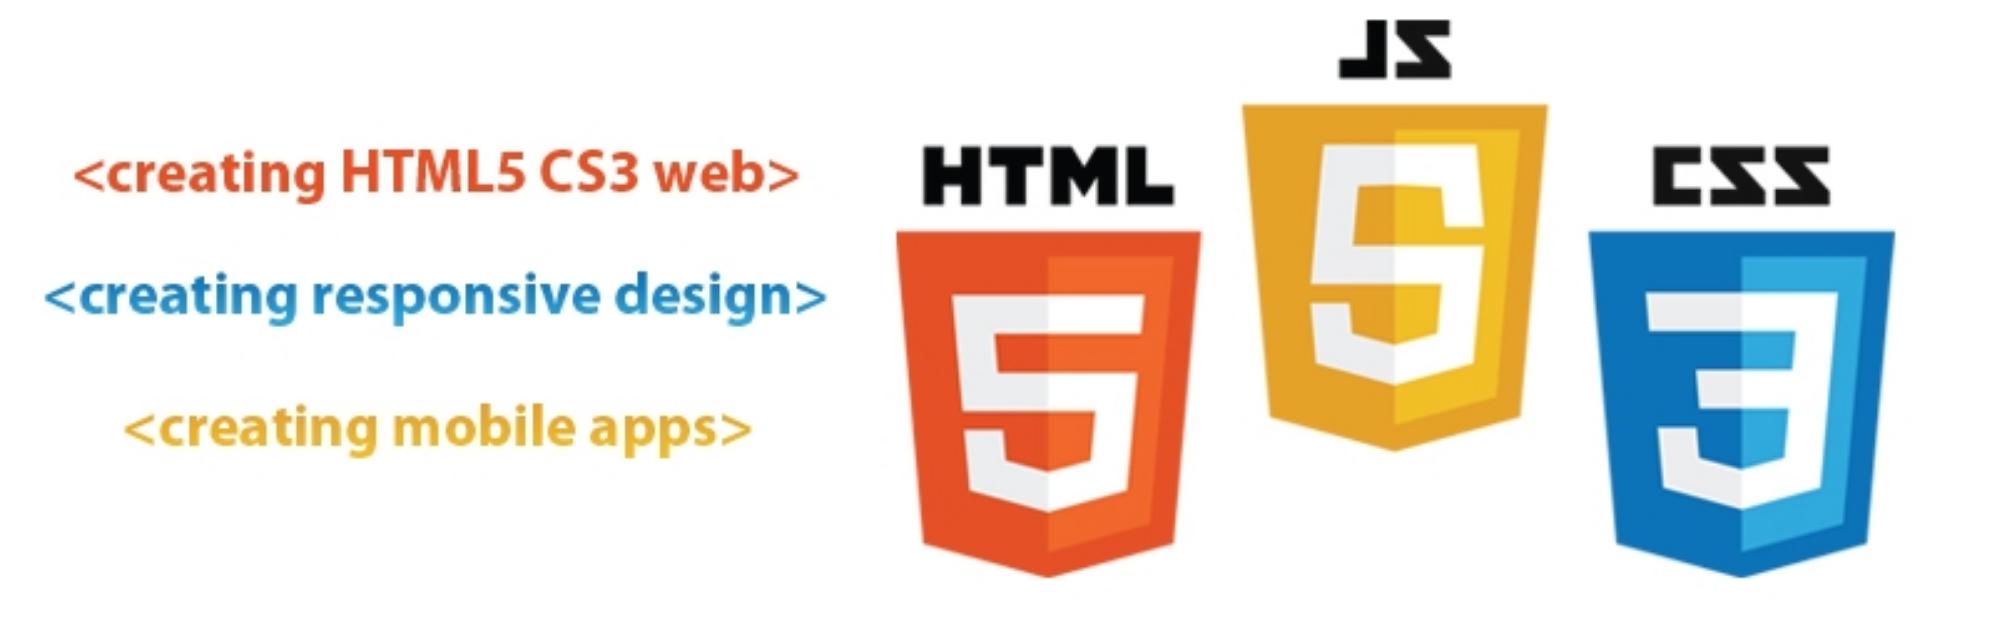 <creating HTML5 CS3 web>
<creating responsive design>
<creating mobile apps>
JS
HTML
CSS
5
5
3